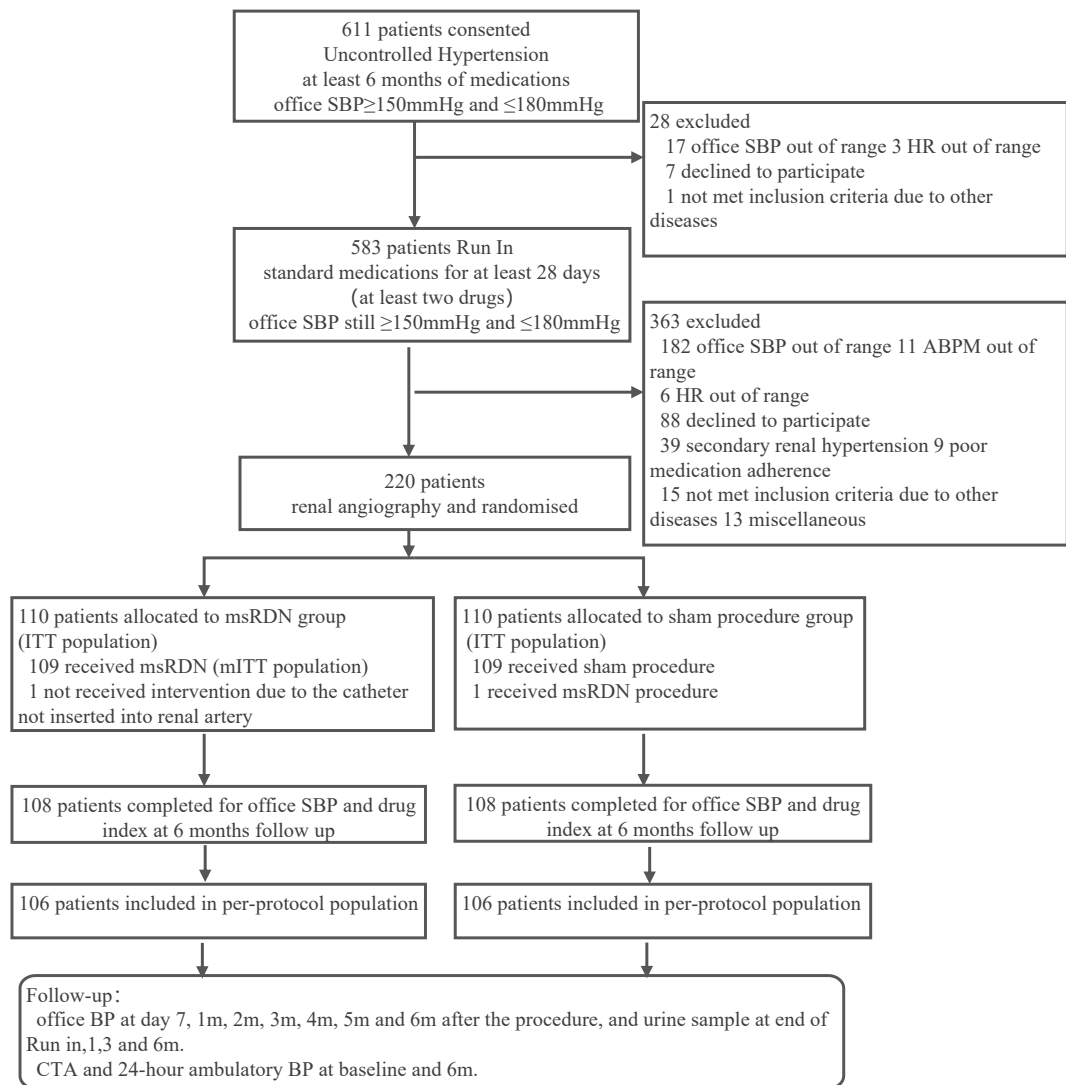 611 patients consented
Uncontrolled Hypertension
at least 6 months of medications
office SBP≥150mmHg and ≤180mmHg
28 excluded
17 office SBP out of range 3 HR out of range
7 declined to participate
1 not met inclusion criteria due to other
diseases
583 patients Run In
standard medications for at least 28 days
(at least two drugs)
office SBP still ≥150mmHg and ≤180mmHg
363 excluded
182 office SBP out of range 11 ABPM out of
range
6 HR out of range
88 declined to participate
39 secondary renal hypertension 9 poor
medication adherence
15 not met inclusion criteria due to other
diseases 13 miscellaneous
220 patients
renal angiography and randomised
110 patients allocated to msRDN group
(ITT population)
109 received msRDN (mITT population)
1 not received intervention due to the catheter
not inserted into renal artery
110 patients allocated to sham procedure group
(ITT population)
109 received sham procedure
1 received msRDN procedure
108 patients completed for office SBP and drug
index at 6 months follow up
108 patients completed for office SBP and drug
index at 6 months follow up
106 patients included in per-protocol population
106 patients included in per-protocol population
Follow-up：
office BP at day 7, 1m, 2m, 3m, 4m, 5m and 6m after the procedure, and urine sample at end of
Run in,1,3 and 6m.
CTA and 24-hour ambulatory BP at baseline and 6m.